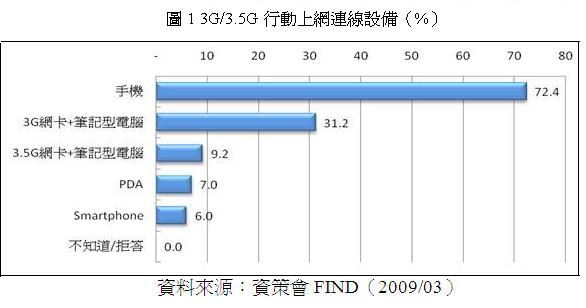 圖 1 3G/3.5G 行動上網連線設備（%）
- 10 20 30 40 50 60 70 80
手機 72.4
3G網卡+筆記型電腦 31.2
3.5G網卡+筆記型電腦 9.2
PDA 7.0
Smartphone 6.0
不知道/拒答 0.0
資料來源：資策會 FIND（2009/03）